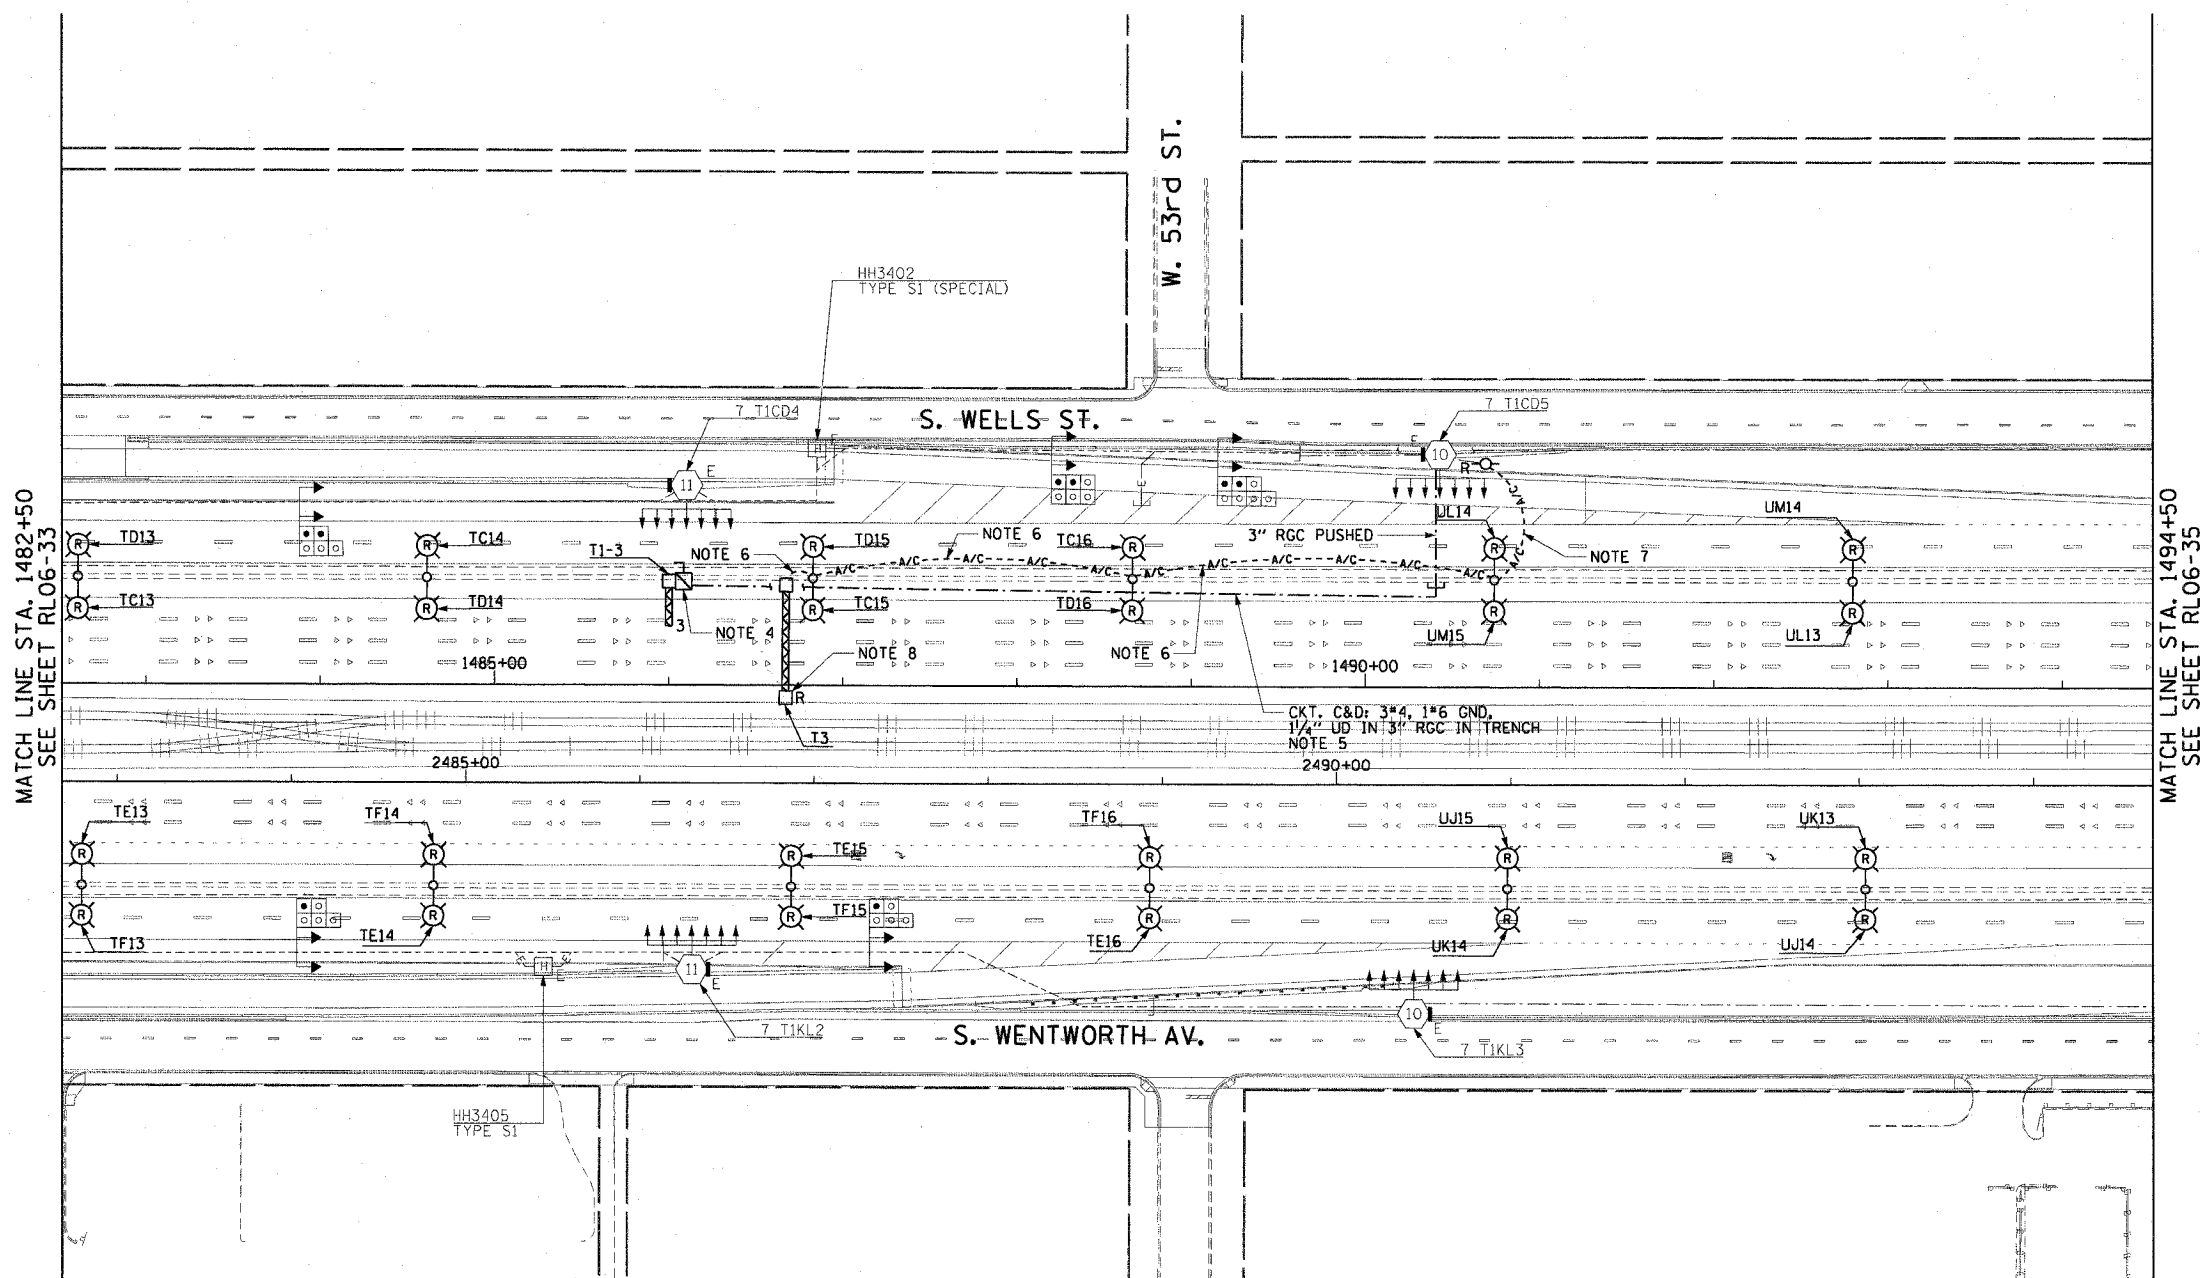 W. 53rd ST.
HH3402
TYPE S1 (SPECIAL)
7 T1CD4
S. WELLS ST.
7 T1CD5
E
10
R
11
E
H
E
A/C
UL14
UM14
TD13
TC14
T1-3
NOTE 6
TD15
NOTE 6
TC16
3" RGC PUSHED
NOTE 7
A/C A/C A/C A/C A/C A/C A/C A/C A/C A/C A/C
R
TC13
TD14
3
NOTE 4
TC15
TD16
UM15
UL13
1485+00
NOTE 8
NOTE 6
1490+00
R
T3
CKT. C&D: 3#4, 1#6 GND.
1 1/4" UD IN 3" RGC IN TRENCH
NOTE 5
2485+00
2490+00
MATCH LINE STA. 1482+50
SEE SHEET RL06-33
MATCH LINE STA. 1494+50
SEE SHEET RL06-35
TE13
TF14
TF16
UJ15
UK13
TE15
TF15
TF13
TE14
TE16
UK14
UJ14
E
H
E
E
11
E
10
E
7 T1KL2
S. WENTWORTH AV.
7 T1KL3
HH3405
TYPE S1